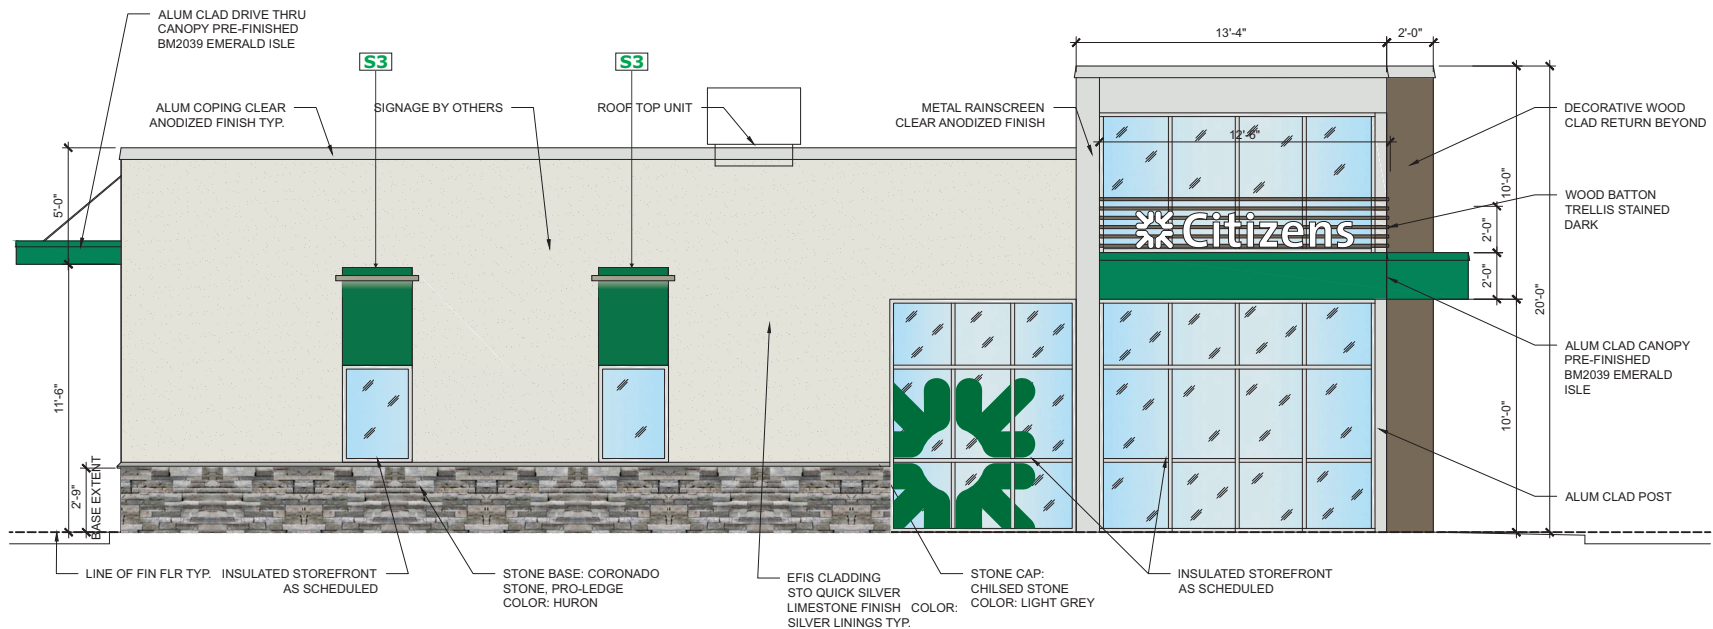 ALUM CLAD DRIVE THRU
CANOPY PRE-FINISHED
BM2039 EMERALD ISLE
S3
S3
13'-4"
2'-0"
ALUM COPING CLEAR
ANODIZED FINISH TYP.
SIGNAGE BY OTHERS
ROOF TOP UNIT
METAL RAINSCREEN
CLEAR ANODIZED FINISH
12'-6"
DECORATIVE WOOD
CLAD RETURN BEYOND
5'-0"
10'-0"
WOOD BATTON
TRELLIS STAINED
DARK
Citizens
2'-0"
2'-0"
20'-0"
ALUM CLAD CANOPY
PRE-FINISHED
BM2039 EMERALD
ISLE
11'-6"
10'-0"
2'-9"
BASE EXTENT
ALUM CLAD POST
LINE OF FIN FLR TYP.
INSULATED STOREFRONT
AS SCHEDULED
STONE BASE: CORONADO
STONE, PRO-LEDGE
COLOR: HURON
EFIS CLADDING
STO QUICK SILVER
LIMESTONE FINISH COLOR:
SILVER LININGS TYP.
STONE CAP:
CHILSED STONE
COLOR: LIGHT GREY
INSULATED STOREFRONT
AS SCHEDULED